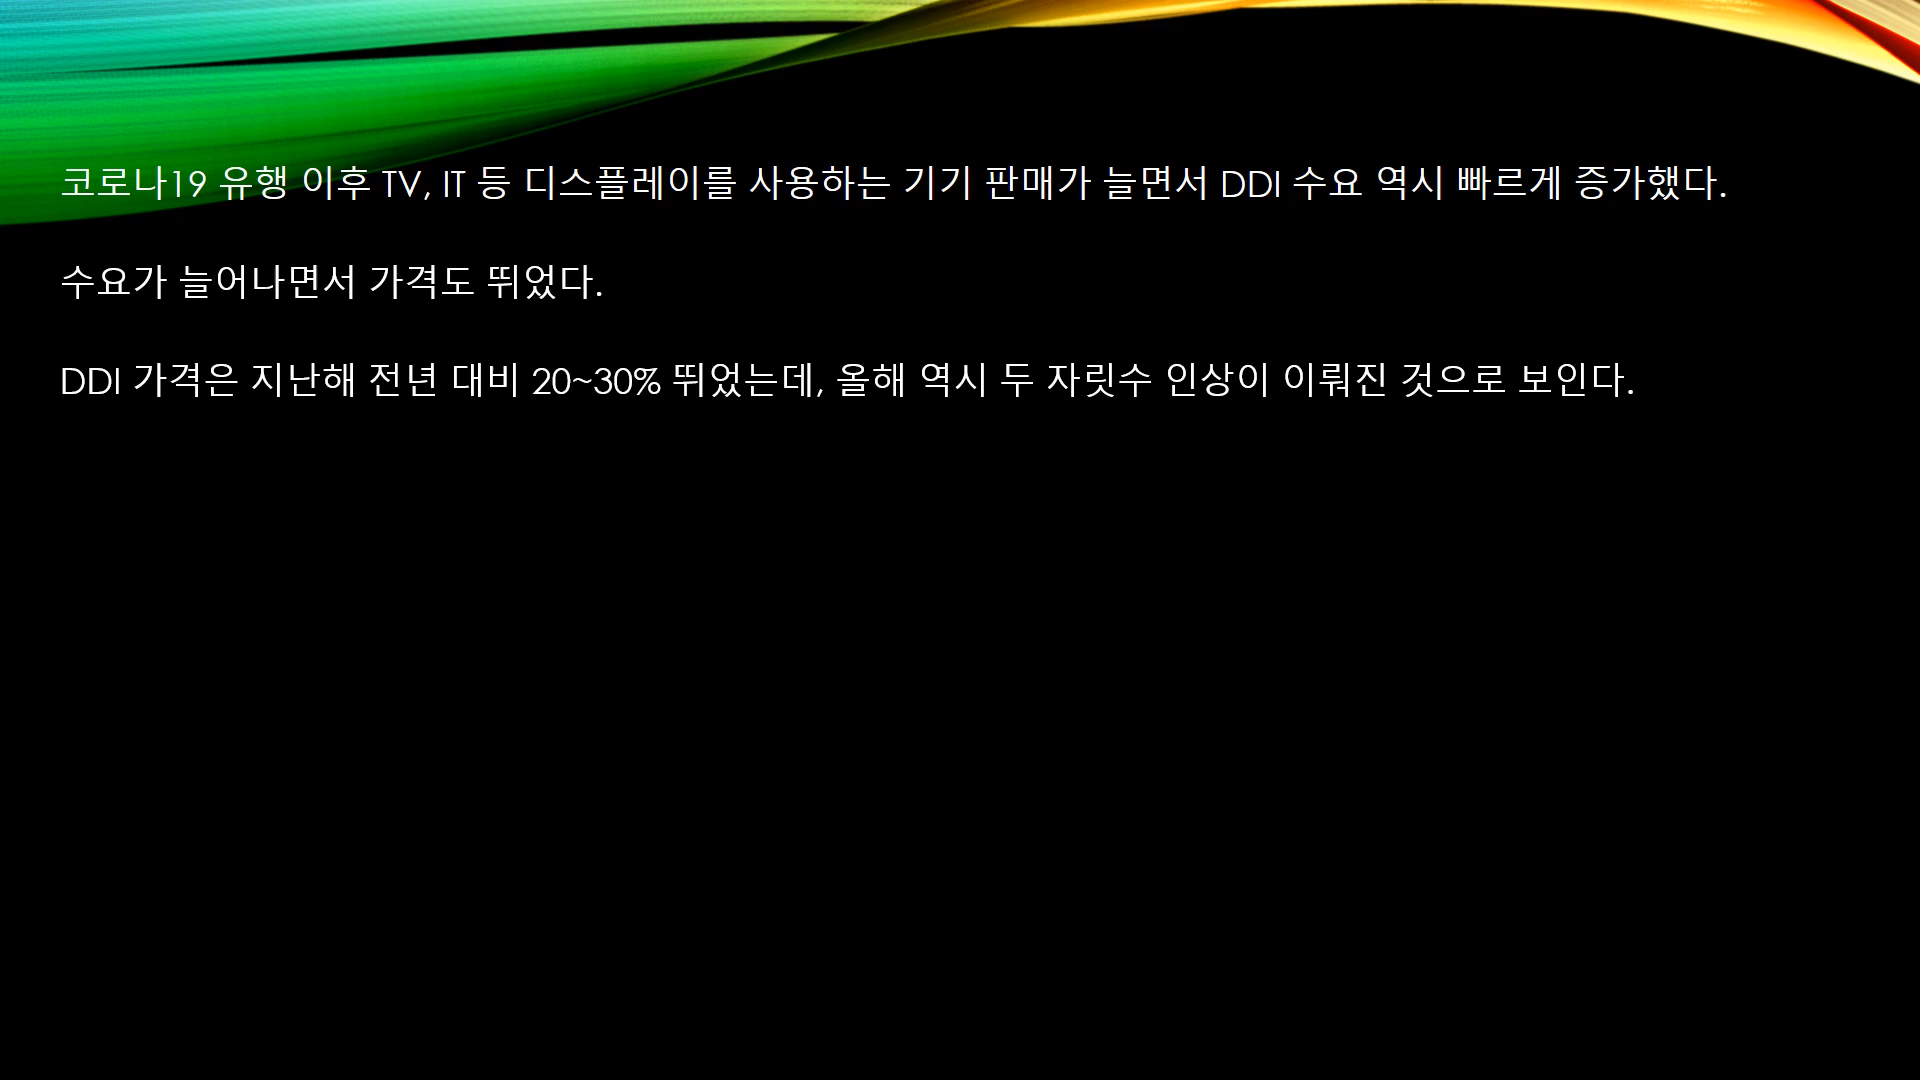 코로나19 유행 이후 TV, IT 등 디스플레이를 사용하는 기기 판매가 늘면서 DDI 수요 역시 빠르게 증가했다.
수요가 늘어나면서 가격도 뛰었다.
DDI 가격은 지난해 전년 대비 20~30% 뛰었는데, 올해 역시 두 자릿수 인상이 이뤄진 것으로 보인다.